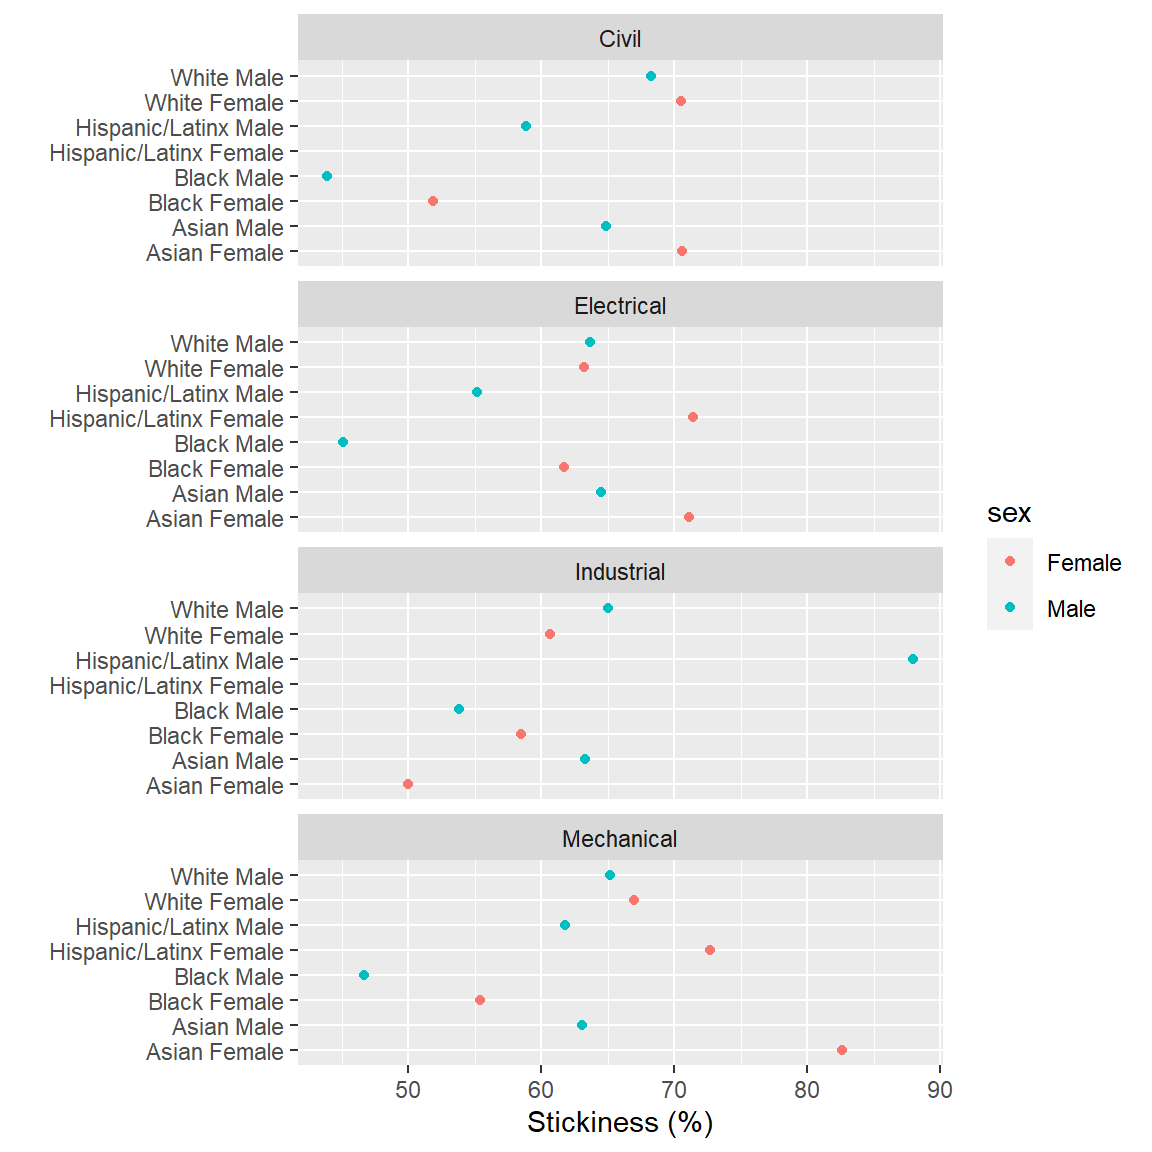 Civil
White Male
White Female
Hispanic/Latinx Male
Hispanic/Latinx Female
Black Male
Black Female
Asian Male
Asian Female
Electrical
White Male
White Female
Hispanic/Latinx Male
Hispanic/Latinx Female
Black Male
Black Female
Asian Male
Asian Female
Industrial
White Male
White Female
Hispanic/Latinx Male
Hispanic/Latinx Female
Black Male
Black Female
Asian Male
Asian Female
Mechanical
White Male
White Female
Hispanic/Latinx Male
Hispanic/Latinx Female
Black Male
Black Female
Asian Male
Asian Female
50 60 70 80 90
Stickiness (%)
sex
Female
Male